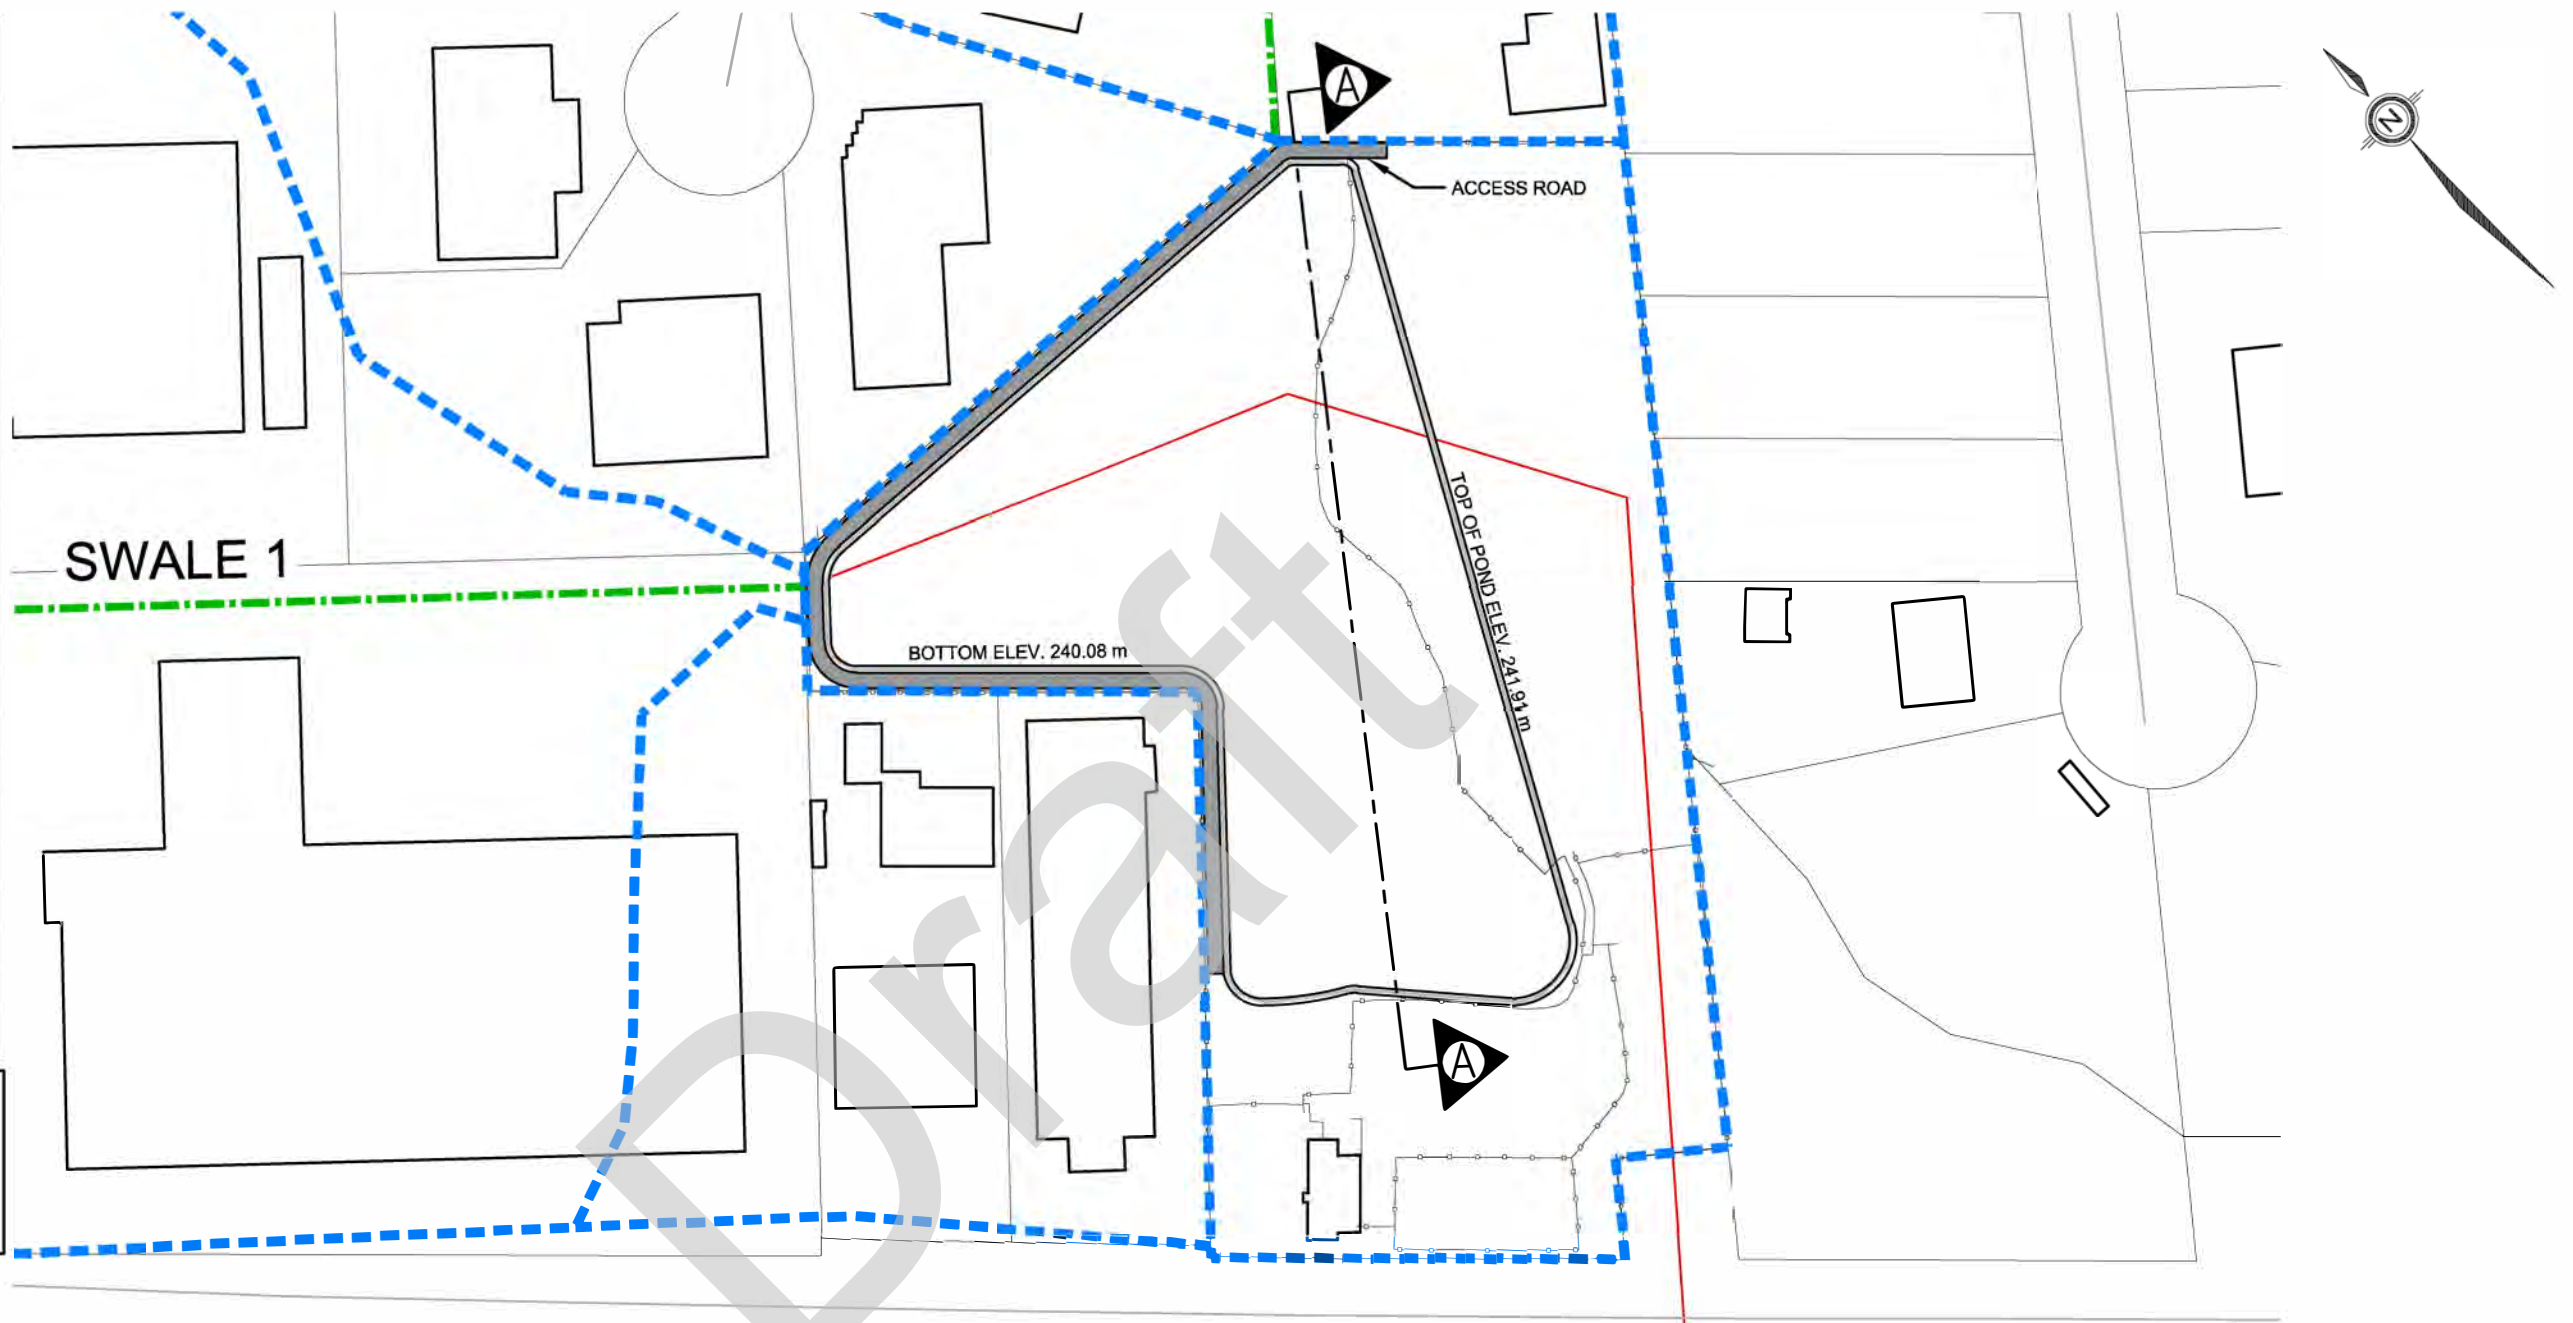 A
N
ACCESS ROAD
SWALE 1
TOP OF POND ELEV. 241.91 m
BOTTOM ELEV. 240.08 m
Draft
A